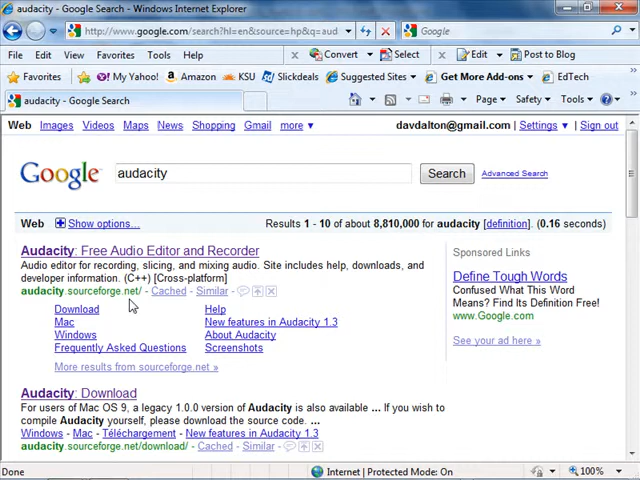 audacity - Google Search - Windows Internet Explorer
http://www.google.com/search?hl=en&source=hp&q=aud
Google
File Edit View Favorites Tools Help
Convert Select Edit Post to Blog
Favorites Y! My Yahoo! Amazon KSU Slickdeals Suggested Sites Get More Add-ons EdTech
audacity - Google Search
Page Safety Tools
Web Images Videos Maps News Shopping Gmail more davdalton@gmail.com Settings Sign out
Google audacity Search Advanced Search
Web Show options... Results 1 - 10 of about 8,810,000 for audacity [definition]. (0.16 seconds)
Audacity: Free Audio Editor and Recorder
Audio editor for recording, slicing, and mixing audio. Site includes help, downloads, and
developer information. (C++) [Cross-platform]
audacity.sourceforge.net/ - Cached - Similar
Download Help
Mac New features in Audacity 1.3
Windows About Audacity
Frequently Asked Questions Screenshots
More results from sourceforge.net »
Sponsored Links
Define Tough Words
Confused What This Word
Means? Find Its Definition Free!
www.Google.com
See your ad here »
Audacity: Download
For users of Mac OS 9, a legacy 1.0.0 version of Audacity is also available ... If you wish to
compile Audacity yourself, please download the source code. ...
Windows - Mac - Téléchargement - New features in Audacity 1.3
audacity.sourceforge.net/download/ - Cached - Similar
Done Internet | Protected Mode: On 100%